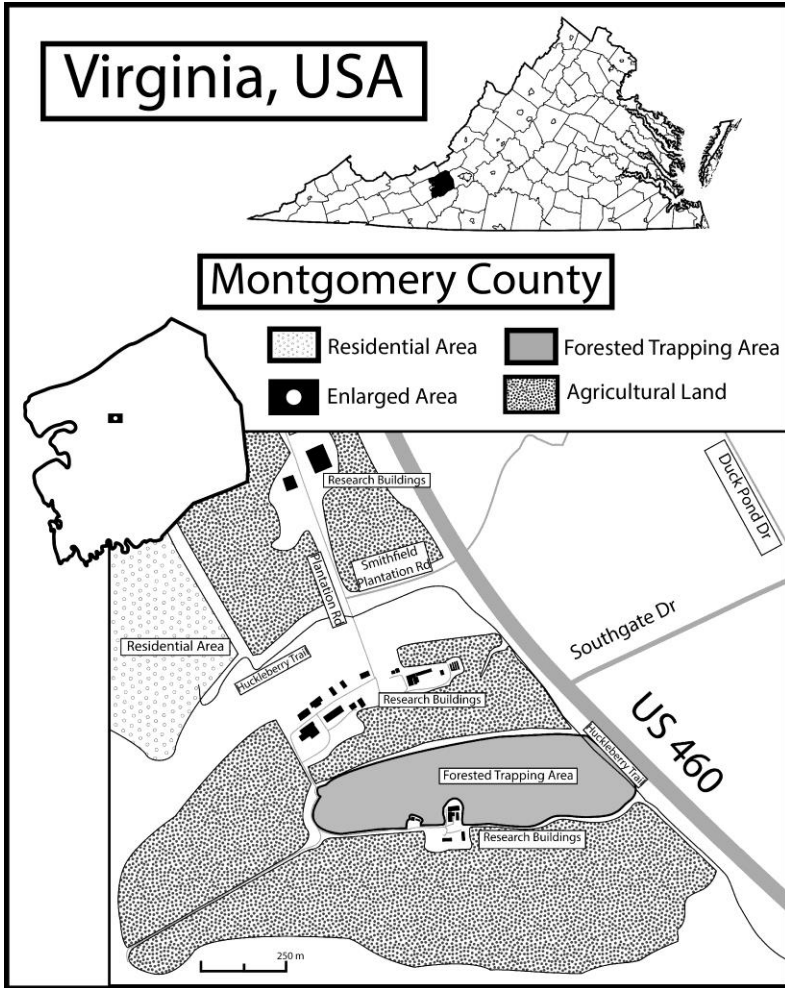 Virginia, USA
Montgomery County
Residential Area
Forested Trapping Area
Enlarged Area
Agricultural Land
Research Buildings
Duck Pond Dr
Plantation Rd
Smithfield
Plantation Rd
Southgate Dr
Residential Area
Huckleberry Trail
Research Buildings
US 460
Huckleberry Trail
Forested Trapping Area
Research Buildings
250 m